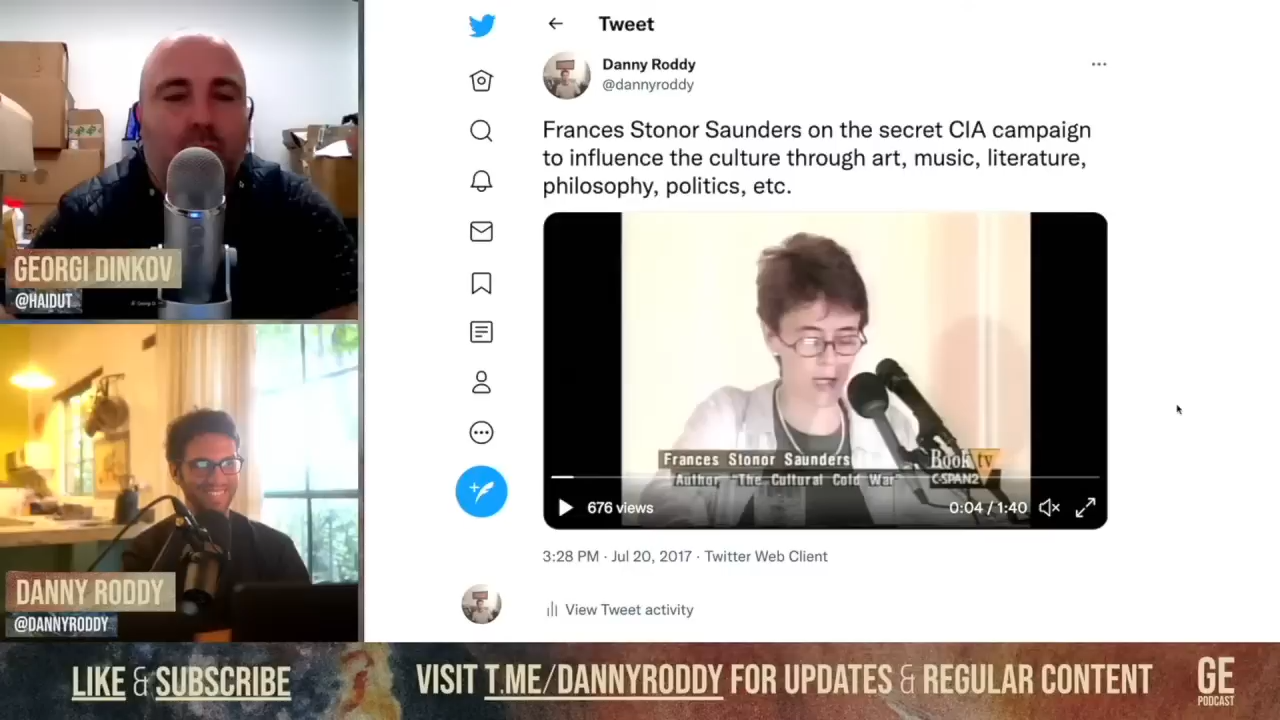 GEORGI DINKOV
@HAIDUT
DANNY RODDY
@DANNYRODDY
Tweet
Danny Roddy
@dannyroddy
Frances Stonor Saunders on the secret CIA campaign
to influence the culture through art, music, literature,
philosophy, politics, etc.
Frances Stonor Saunders
Author "The Cultural Cold War"
Book tv
C-SPAN2
676 views
0:04 / 1:40
3:28 PM · Jul 20, 2017 · Twitter Web Client
View Tweet activity
LIKE & SUBSCRIBE
VISIT T.ME/DANNYRODDY FOR UPDATES & REGULAR CONTENT
GE
PODCAST